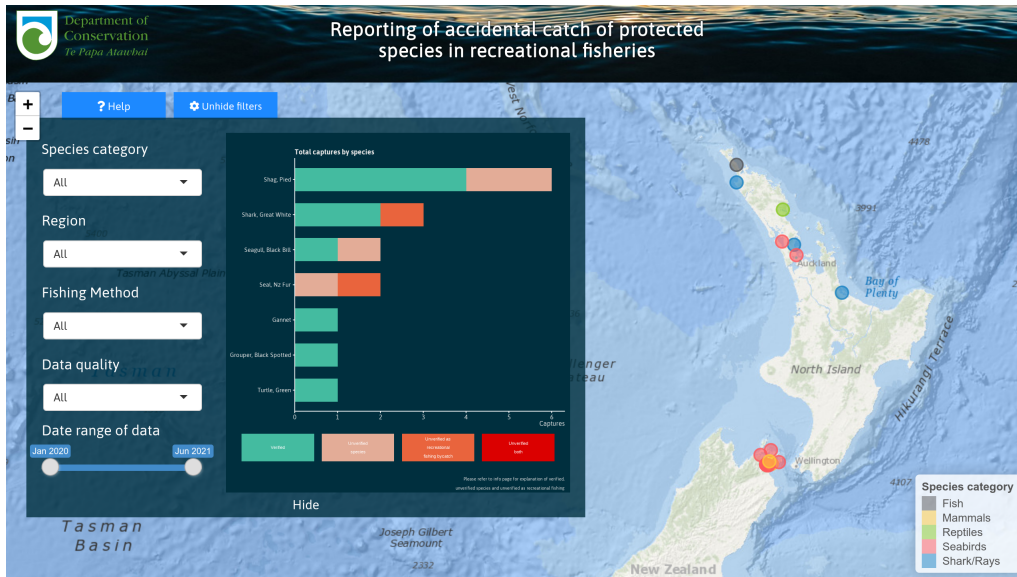 Department of
Conservation
Te Papa Atawhai
Reporting of accidental catch of protected
species in recreational fisheries
+
−
? Help
Unhide filters
Species category
All
Region
All
Fishing Method
All
Data quality
All
Date range of data
Jan 2020
Jun 2021
Total captures by species
Shag, Pied
Shark, Great White
Seagull, Black Bill
Seal, Nz Fur
Gannet
Grouper, Black Spotted
Turtle, Green
0 1 2 3 4 5 6
Captures
Verified
Unverified
species
Unverified as
recreational
fishing bycatch
Unverified
both
Please refer to info page for explanation of verified,
unverified species and unverified as recreational fishing
Hide
4478
3991
Auckland
Bay of
Plenty
Tasman Abyssal Plain
Tasman
North Island
Hikurangi Terrace
Wellington
4107
Tasman
Basin
Joseph Gilbert
Seamount
2332
New Zealand
Species category
Fish
Mammals
Reptiles
Seabirds
Shark/Rays